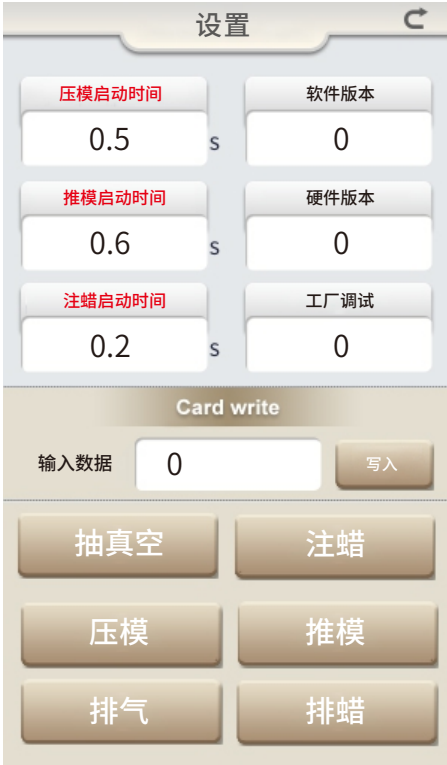 设置
压模启动时间 软件版本
0.5 s 0
推模启动时间 硬件版本
0.6 s 0
注蜡启动时间 工厂调试
0.2 s 0
Card write
输入数据 0 写入
抽真空 注蜡
压模 推模
排气 排蜡